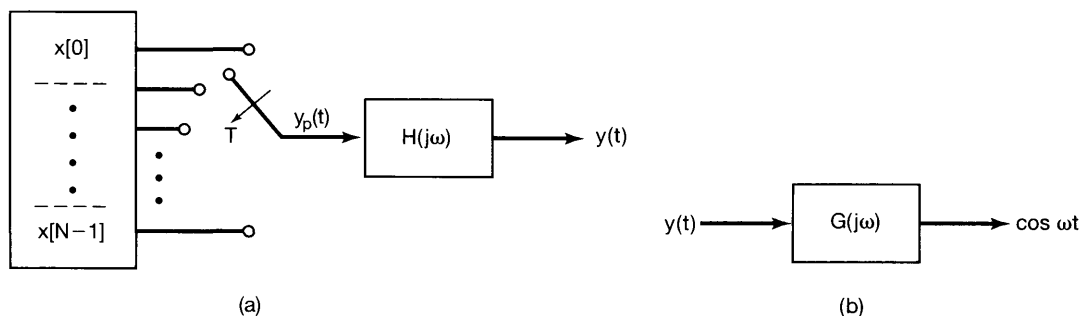 x[0]
T
y_p(t)
H(jω)
y(t)
x[N−1]
(a)
y(t)
G(jω)
cos ωt
(b)